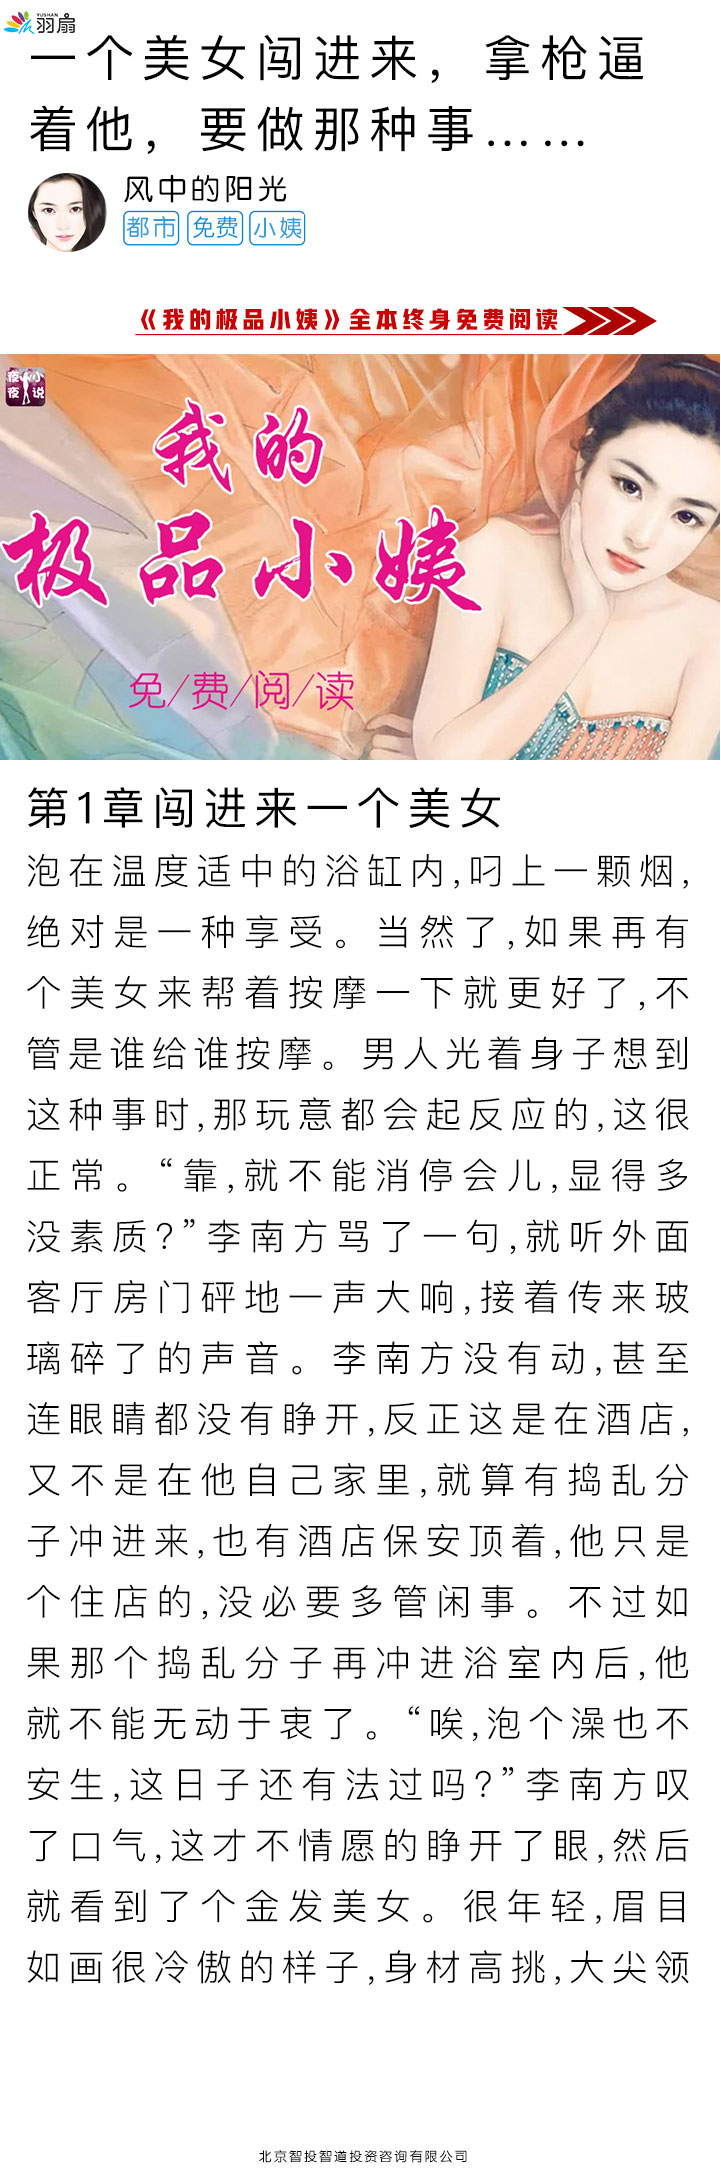 YUSHAN
羽扇
一个美女闯进来，拿枪逼
着他，要做那种事……
风中的阳光
都市 免费 小姨
《我的极品小姨》全本终身免费阅读
夜小
夜说
我的
极品小姨
免/费/阅/读
第1章闯进来一个美女
泡在温度适中的浴缸内,叼上一颗烟,
绝对是一种享受。当然了,如果再有
个美女来帮着按摩一下就更好了,不
管是谁给谁按摩。男人光着身子想到
这种事时,那玩意都会起反应的,这很
正常。“靠,就不能消停会儿,显得多
没素质?”李南方骂了一句,就听外面
客厅房门砰地一声大响,接着传来玻
璃碎了的声音。李南方没有动,甚至
连眼睛都没有睁开,反正这是在酒店,
又不是在他自己家里,就算有捣乱分
子冲进来,也有酒店保安顶着,他只是
个住店的,没必要多管闲事。不过如
果那个捣乱分子再冲进浴室内后,他
就不能无动于衷了。“唉,泡个澡也不
安生,这日子还有法过吗?”李南方叹
了口气,这才不情愿的睁开了眼,然后
就看到了个金发美女。很年轻,眉目
如画很冷傲的样子,身材高挑,大尖领
北京智投智道投资咨询有限公司